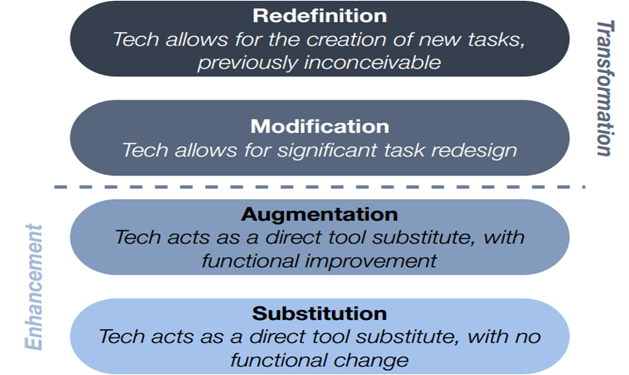 Redefinition
Tech allows for the creation of new tasks,
previously inconceivable
Transformation
Modification
Tech allows for significant task redesign
Augmentation
Tech acts as a direct tool substitute, with
functional improvement
Enhancement
Substitution
Tech acts as a direct tool substitute, with no
functional change